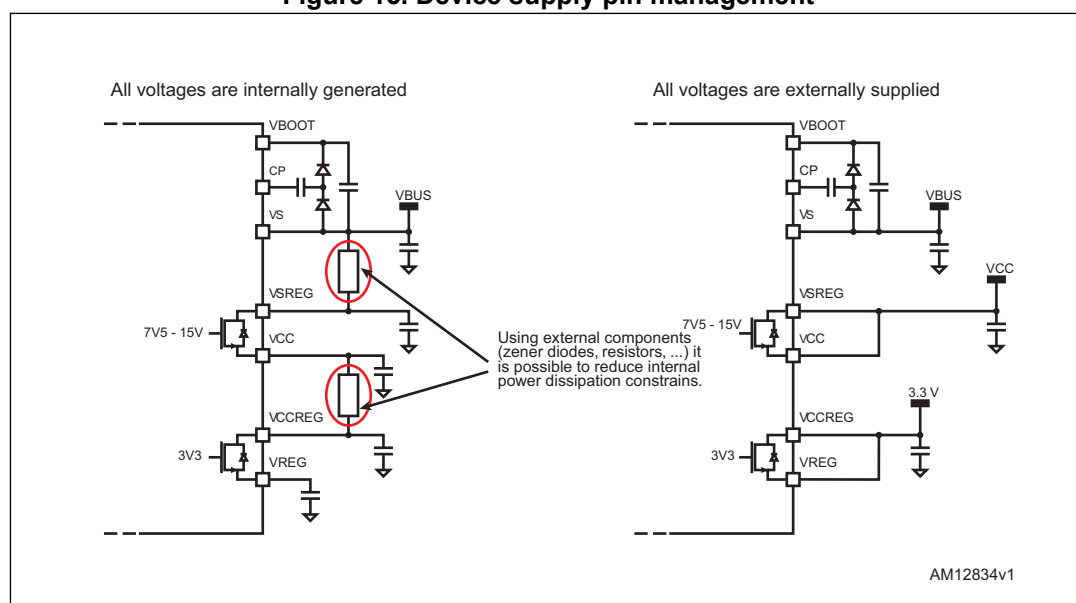 Figure Device supply pin management
All voltages are internally generated
VBOOT
CP
VS
VBUS
VSREG
7V5 - 15V
VCC
VCCREG
3V3
VREG
Using external components
(zener diodes, resistors, ...) it
is possible to reduce internal
power dissipation constrains.
All voltages are externally supplied
VBOOT
CP
VS
VBUS
VCC
VSREG
7V5 - 15V
VCC
3.3 V
VCCREG
3V3
VREG
AM12834v1